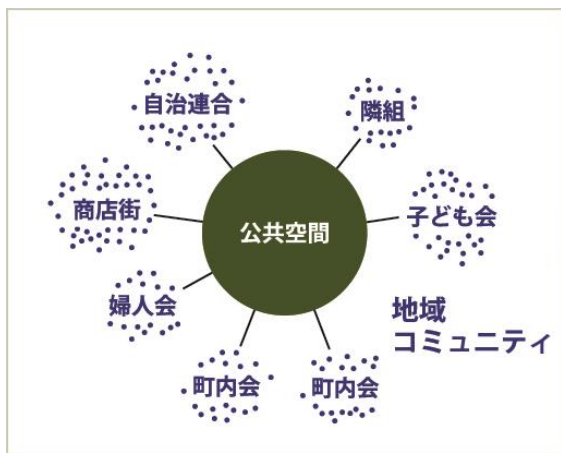 自治連合
隣組
商店街
公共空間
子ども会
婦人会
地域
コミュニティ
町内会
町内会